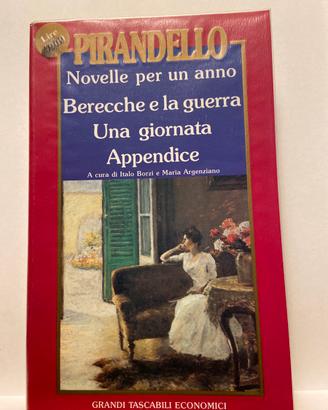 Lire
PIRANDELLO
Novelle per un anno
Berecche e la guerra
Una giornata
Appendice
A cura di Italo Borzi e Maria Argenziano
GRANDI TASCABILI ECONOMICI